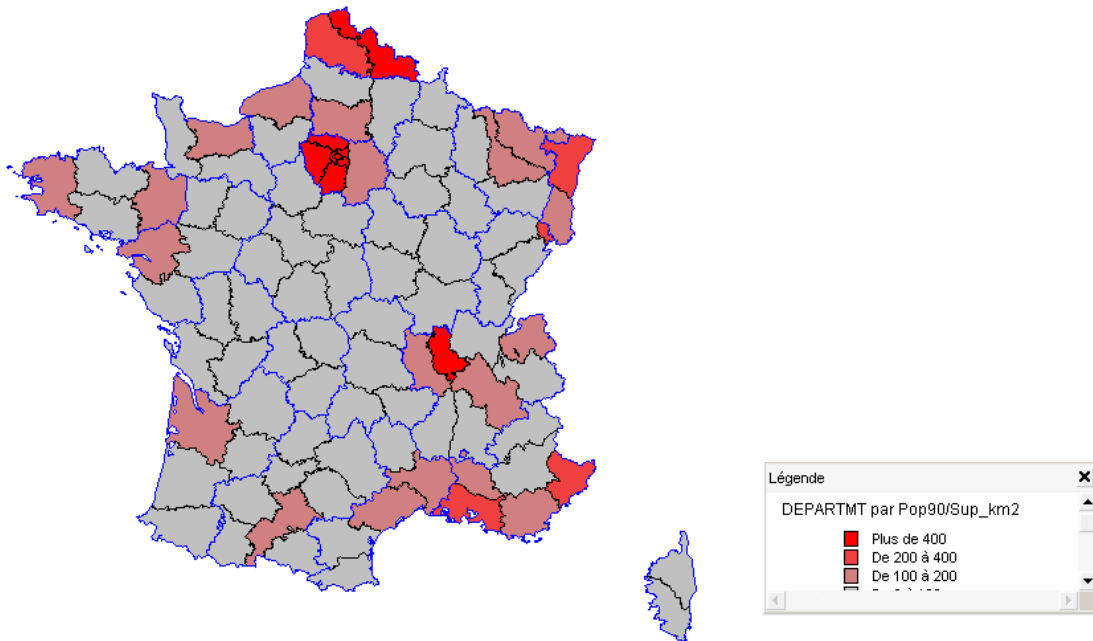 Légende
DEPARTMT par Pop90/Sup_km2
Plus de 400
De 200 à 400
De 100 à 200